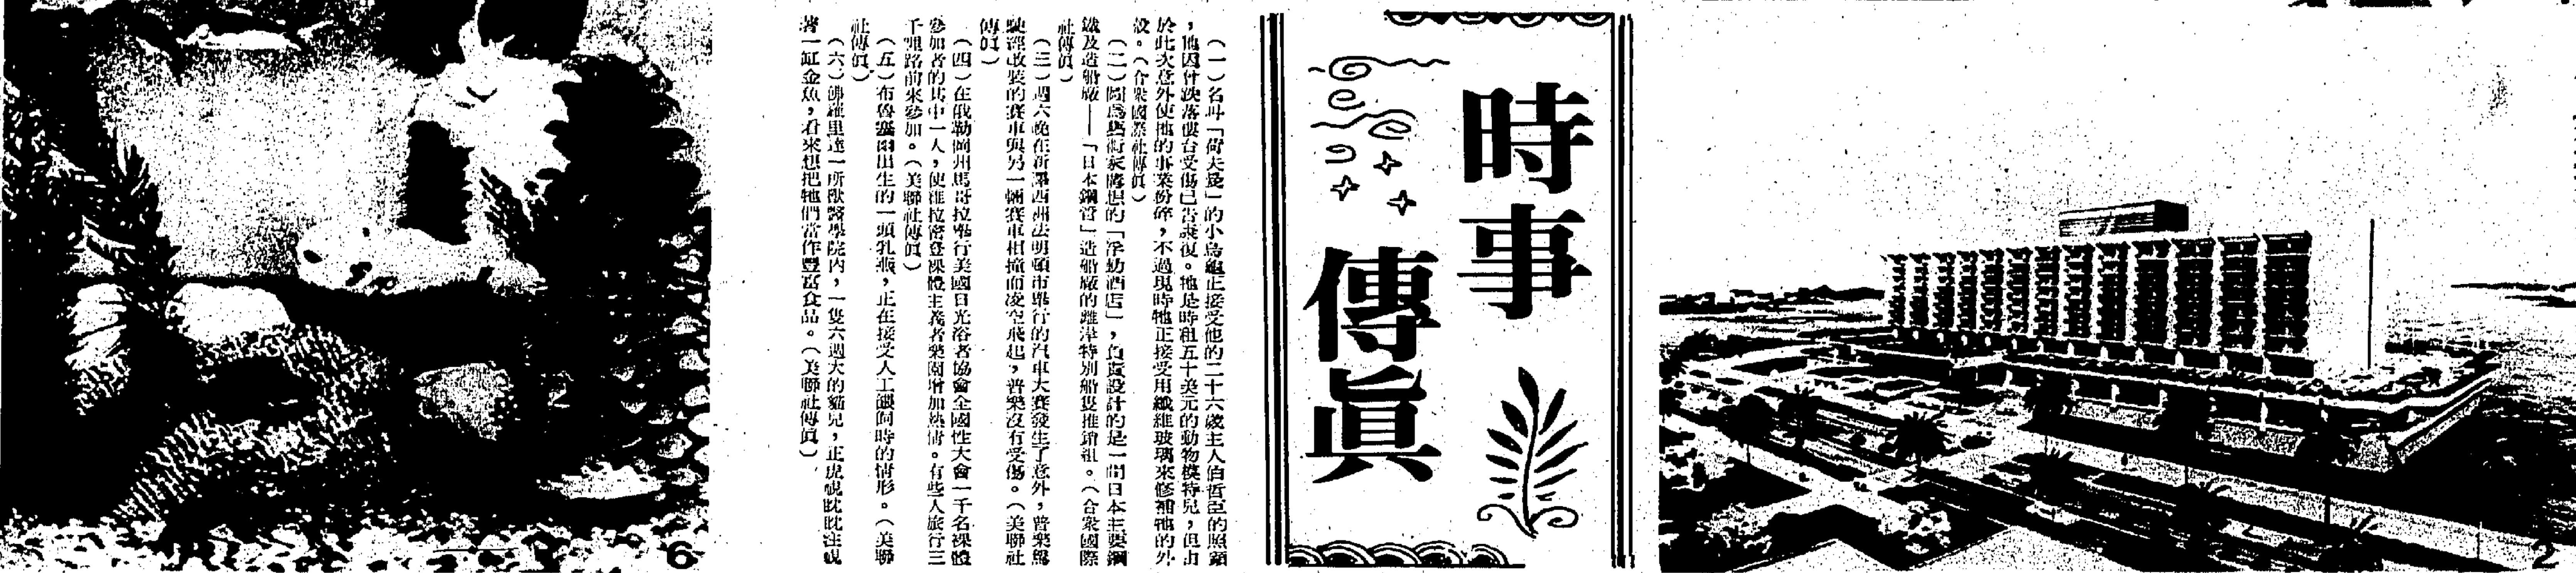 時事
傳眞
（一）名叫「荷夫曼」的小烏龜正接受他的二十六歲主人伯哲臣的照顧
，牠因曾跌落樓台受傷已告康復。牠是時租五十美元的動物模特兒，但由
於此次意外使牠的事業粉碎，不過現時牠正接受用纖維玻璃來修補牠的外
殼。（合衆國際社傳眞）
（二）圖爲藝術家構想的「浮動酒店」，負責設計的是一間日本主要鋼
鐵及造船廠——「日本鋼管」造船廠的離岸特別船隻推銷組。（合衆國際
社傳眞）
（三）週六晚在新墨西州法明頓市舉行的汽車大賽發生了意外，普樂駕
駛經改裝的賽車與另一輛賽車相撞而凌空飛起，普樂沒有受傷。（美聯社
傳眞）
（四）在俄勒岡州馬哥拉舉行美國日光浴者協會全國性大會一千名裸體
參加者的其中一人，使維拉密登裸體主義者樂園增加熱情。有些人旅行三
千哩路前來參加。（美聯社傳眞）
（五）布魯塞爾出生的一頭乳燕，正在接受人工餵飼時的情形。（美聯
社傳眞）
（六）佛羅里達一所獸醫學院內，一隻六週大的貓兒，正虎視眈眈注視
著一缸金魚，看來想把牠們當作豐富食品。（美聯社傳眞）
6
2